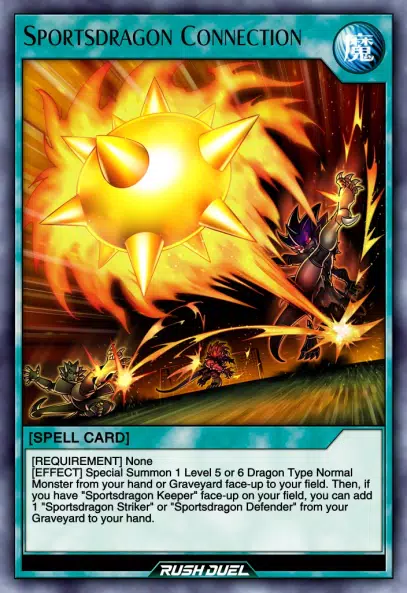 SPORTSDRAGON CONNECTION
魔
[SPELL CARD]
[REQUIREMENT] None
[EFFECT] Special Summon 1 Level 5 or 6 Dragon Type Normal
Monster from your hand or Graveyard face-up to your field. Then, if
you have "Sportsdragon Keeper" face-up on your field, you can add
1 "Sportsdragon Striker" or "Sportsdragon Defender" from your
Graveyard to your hand.
RUSH DUEL